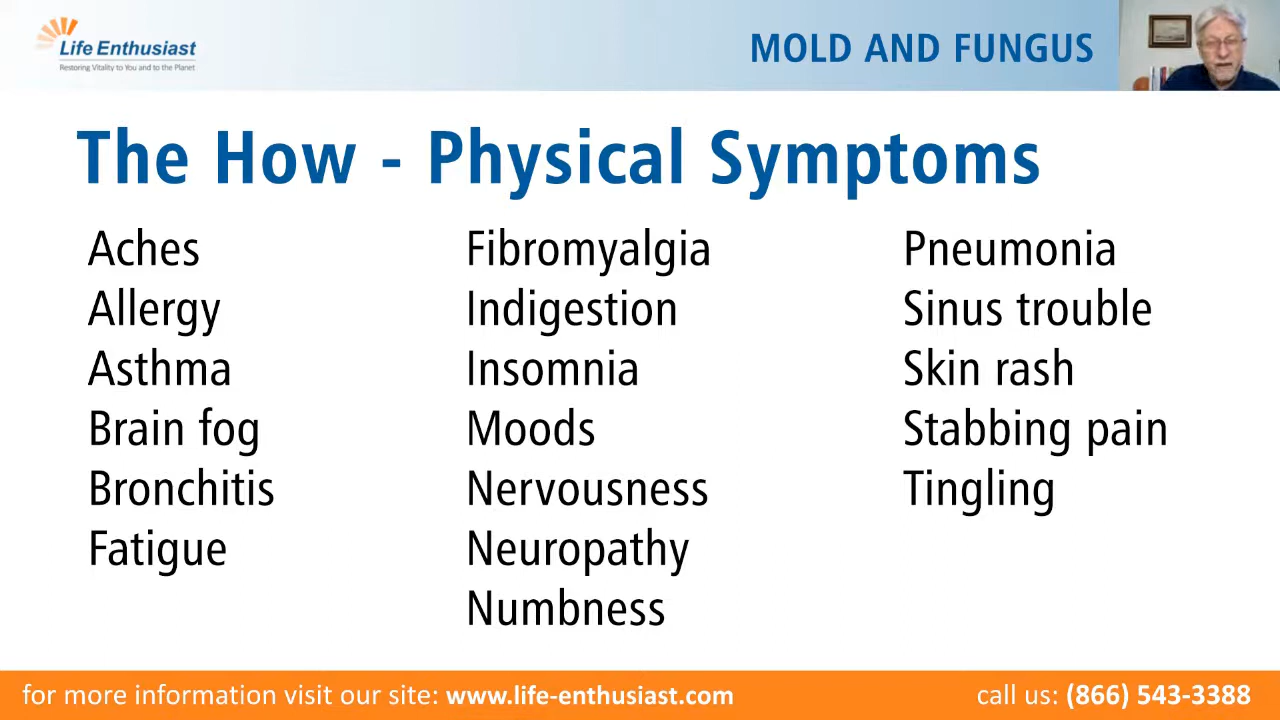 Life Enthusiast
Restoring Vitality to You and to the Planet
MOLD AND FUNGUS
The How - Physical Symptoms
Aches
Allergy
Asthma
Brain fog
Bronchitis
Fatigue
Fibromyalgia
Indigestion
Insomnia
Moods
Nervousness
Neuropathy
Numbness
Pneumonia
Sinus trouble
Skin rash
Stabbing pain
Tingling
for more information visit our site: www.life-enthusiast.com
call us: (866) 543-3388